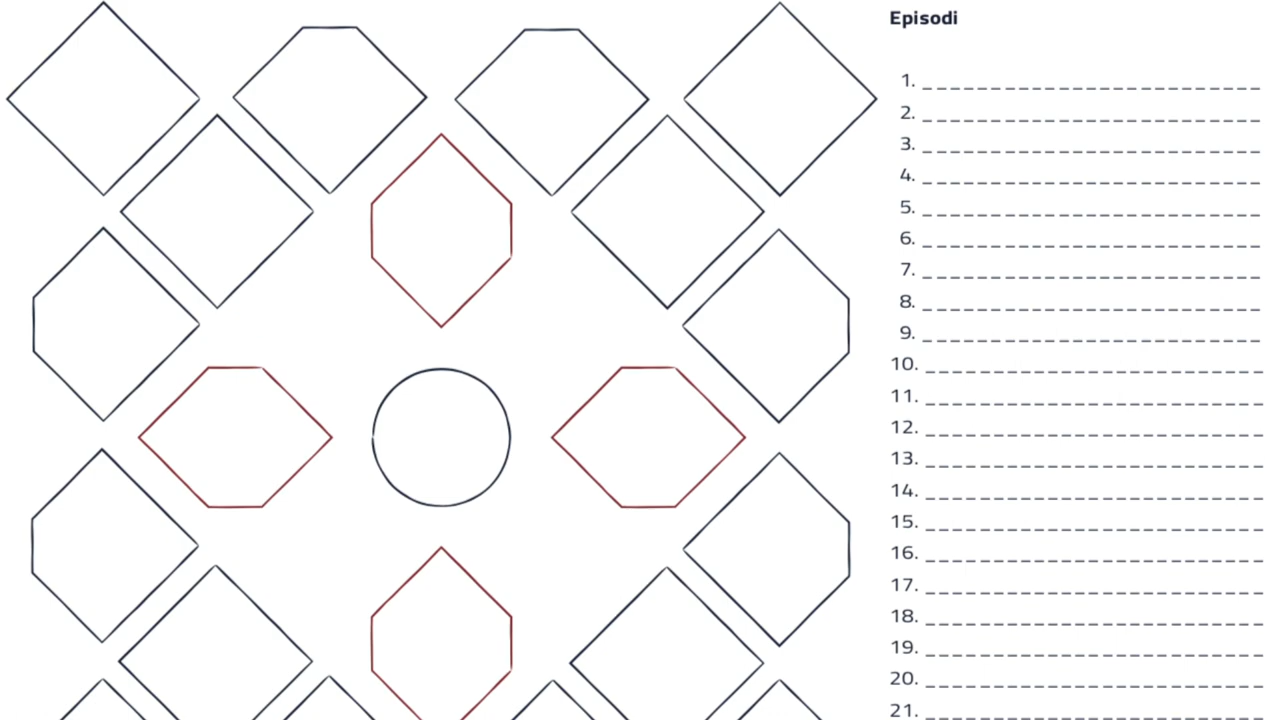 Episodi
1. _ _ _ _ _ _ _ _ _ _ _ _ _ _ _ _ _ _ _ _ _ _ _ _
2. _ _ _ _ _ _ _ _ _ _ _ _ _ _ _ _ _ _ _ _ _ _ _ _
3. _ _ _ _ _ _ _ _ _ _ _ _ _ _ _ _ _ _ _ _ _ _ _ _
4. _ _ _ _ _ _ _ _ _ _ _ _ _ _ _ _ _ _ _ _ _ _ _ _
5. _ _ _ _ _ _ _ _ _ _ _ _ _ _ _ _ _ _ _ _ _ _ _ _
6. _ _ _ _ _ _ _ _ _ _ _ _ _ _ _ _ _ _ _ _ _ _ _ _
7. _ _ _ _ _ _ _ _ _ _ _ _ _ _ _ _ _ _ _ _ _ _ _ _
8. _ _ _ _ _ _ _ _ _ _ _ _ _ _ _ _ _ _ _ _ _ _ _ _
9. _ _ _ _ _ _ _ _ _ _ _ _ _ _ _ _ _ _ _ _ _ _ _ _
10. _ _ _ _ _ _ _ _ _ _ _ _ _ _ _ _ _ _ _ _ _ _ _ _
11. _ _ _ _ _ _ _ _ _ _ _ _ _ _ _ _ _ _ _ _ _ _ _ _
12. _ _ _ _ _ _ _ _ _ _ _ _ _ _ _ _ _ _ _ _ _ _ _ _
13. _ _ _ _ _ _ _ _ _ _ _ _ _ _ _ _ _ _ _ _ _ _ _ _
14. _ _ _ _ _ _ _ _ _ _ _ _ _ _ _ _ _ _ _ _ _ _ _ _
15. _ _ _ _ _ _ _ _ _ _ _ _ _ _ _ _ _ _ _ _ _ _ _ _
16. _ _ _ _ _ _ _ _ _ _ _ _ _ _ _ _ _ _ _ _ _ _ _ _
17. _ _ _ _ _ _ _ _ _ _ _ _ _ _ _ _ _ _ _ _ _ _ _ _
18. _ _ _ _ _ _ _ _ _ _ _ _ _ _ _ _ _ _ _ _ _ _ _ _
19. _ _ _ _ _ _ _ _ _ _ _ _ _ _ _ _ _ _ _ _ _ _ _ _
20. _ _ _ _ _ _ _ _ _ _ _ _ _ _ _ _ _ _ _ _ _ _ _ _
21. _ _ _ _ _ _ _ _ _ _ _ _ _ _ _ _ _ _ _ _ _ _ _ _